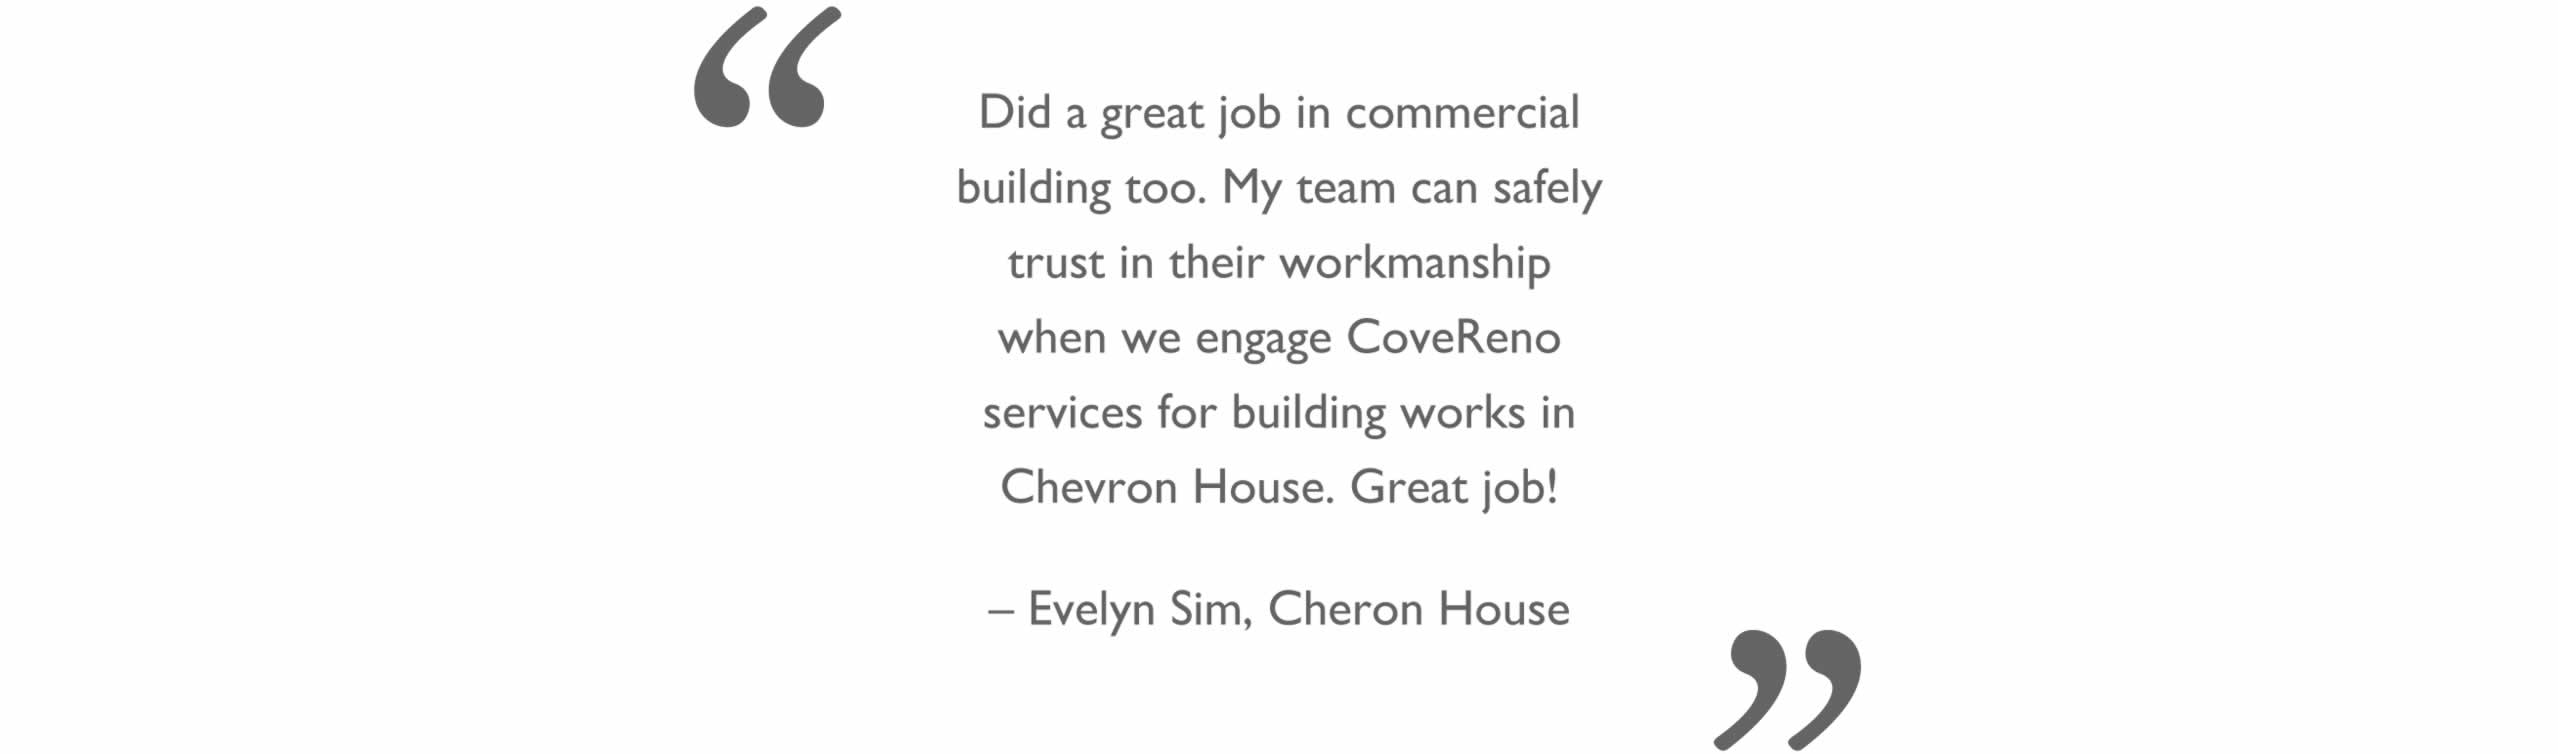 “
Did a great job in commercial
building too. My team can safely
trust in their workmanship
when we engage CoveReno
services for building works in
Chevron House. Great job!
– Evelyn Sim, Cheron House
”